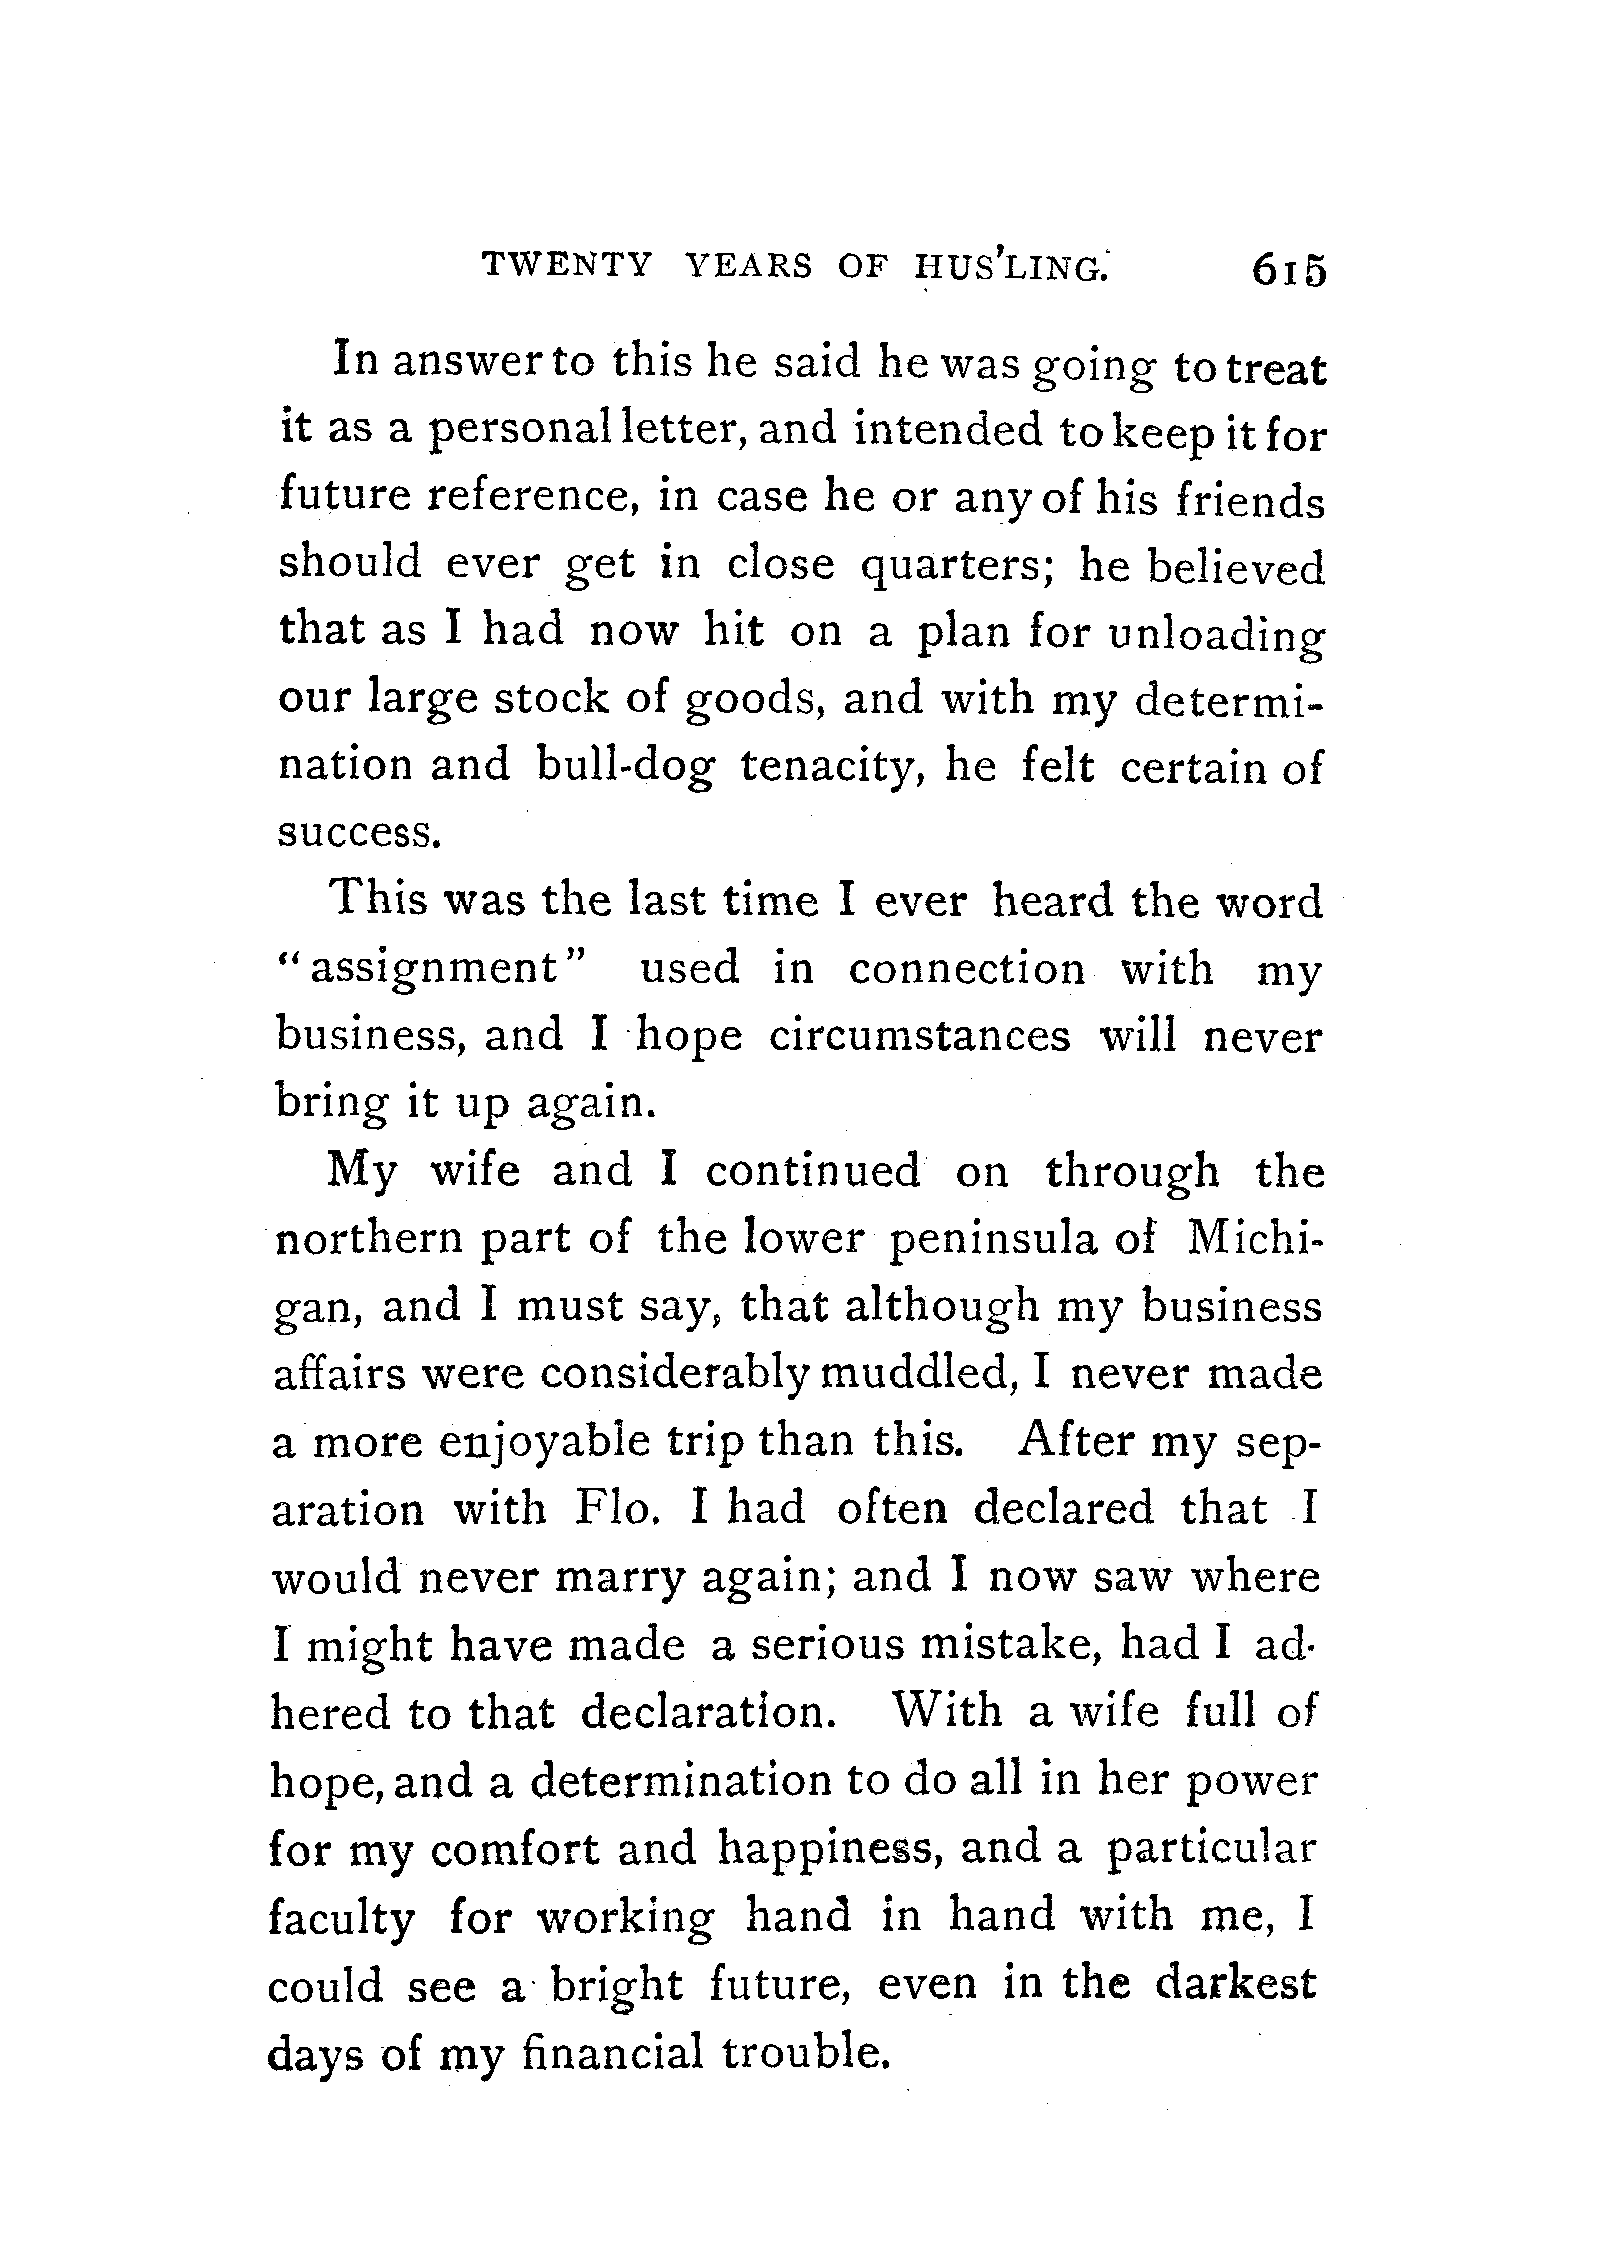 TWENTY YEARS OF HUS'LING. 615
In answer to this he said he was going to treat
it as a personal letter, and intended to keep it for
future reference, in case he or any of his friends
should ever get in close quarters; he believed
that as I had now hit on a plan for unloading
our large stock of goods, and with my determi-
nation and bull-dog tenacity, he felt certain of
success.
This was the last time I ever heard the word
"assignment" used in connection with my
business, and I hope circumstances will never
bring it up again.
My wife and I continued on through the
northern part of the lower peninsula of Michi-
gan, and I must say, that although my business
affairs were considerably muddled, I never made
a more enjoyable trip than this. After my sep-
aration with Flo. I had often declared that I
would never marry again; and I now saw where
I might have made a serious mistake, had I ad-
hered to that declaration. With a wife full of
hope, and a determination to do all in her power
for my comfort and happiness, and a particular
faculty for working hand in hand with me, I
could see a bright future, even in the darkest
days of my financial trouble.